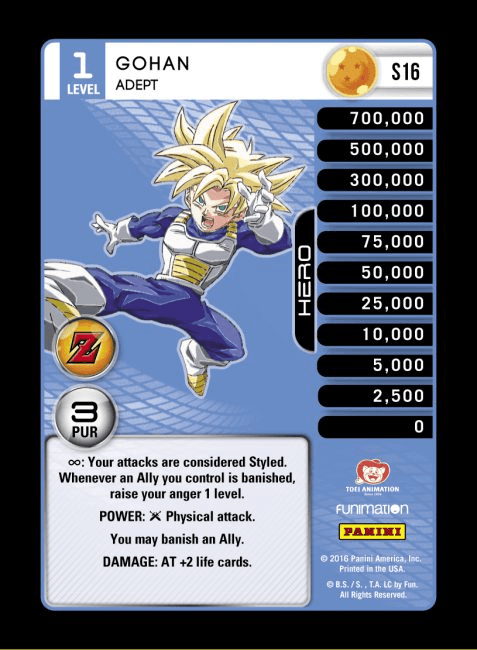 1
LEVEL
GOHAN
ADEPT
S16
700,000
500,000
300,000
100,000
75,000
50,000
25,000
10,000
5,000
2,500
0
HERO
Z
3
PUR
∞: Your attacks are considered Styled.
Whenever an Ally you control is banished,
raise your anger 1 level.
POWER: Physical attack.
You may banish an Ally.
DAMAGE: AT +2 life cards.
TOEI ANIMATION
FUNIMATION
PANINI
© 2016 Panini America, Inc.
Printed in the USA.
© B.S./ S. , T.A. LC by Fun.
All Rights Reserved.